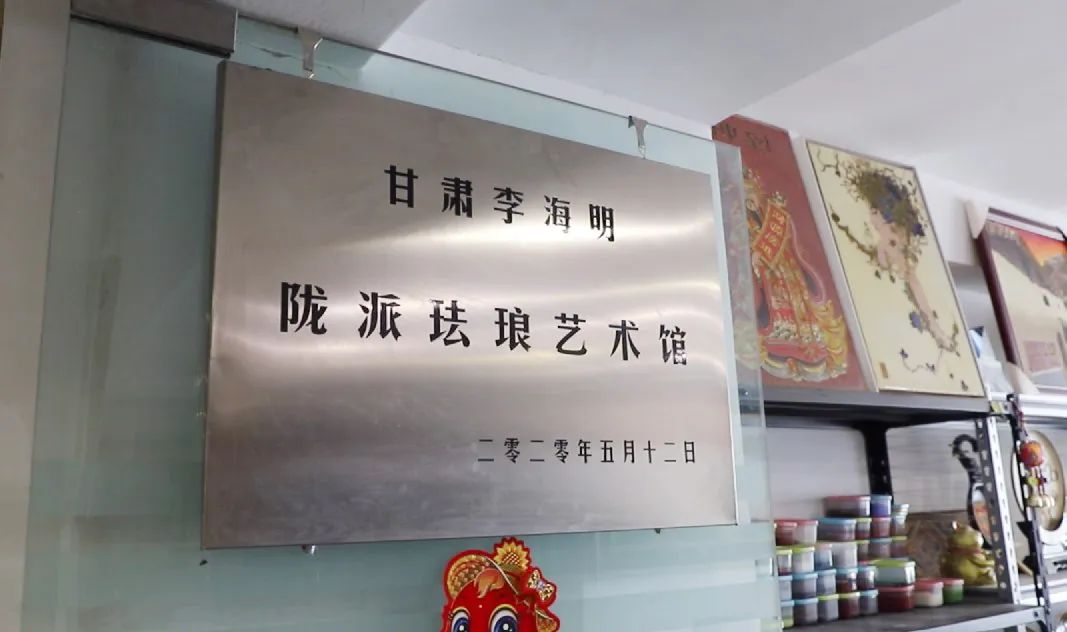 甘肃李海明
陇派珐琅艺术馆
二零二零年五月十二日